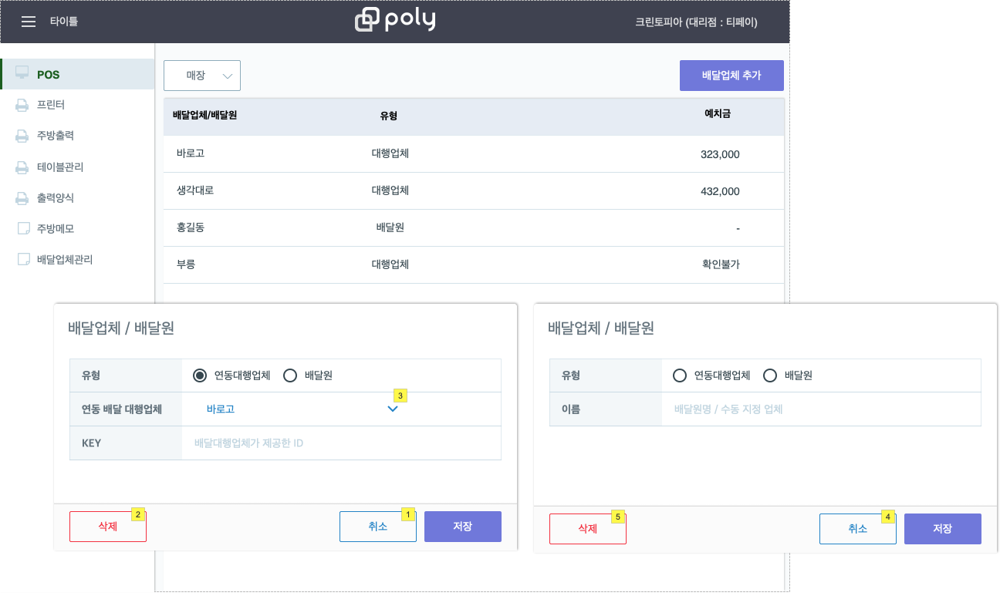 타이틀
poly
크린토피아 (대리점 : 티페이)
POS
프린터
주방출력
테이블관리
출력양식
주방메모
배달업체관리
매장
배달업체 추가
배달업체/배달원 유형 예치금
바로고 대행업체 323,000
생각대로 대행업체 432,000
홍길동 배달원 -
부릉 대행업체 확인불가
배달업체 / 배달원
유형 연동대행업체 배달원
3
연동 배달 대행업체 바로고
KEY 배달대행업체가 제공한 ID
2 1
삭제 취소 저장
배달업체 / 배달원
유형 연동대행업체 배달원
이름 배달원명 / 수동 지정 업체
5 4
삭제 취소 저장